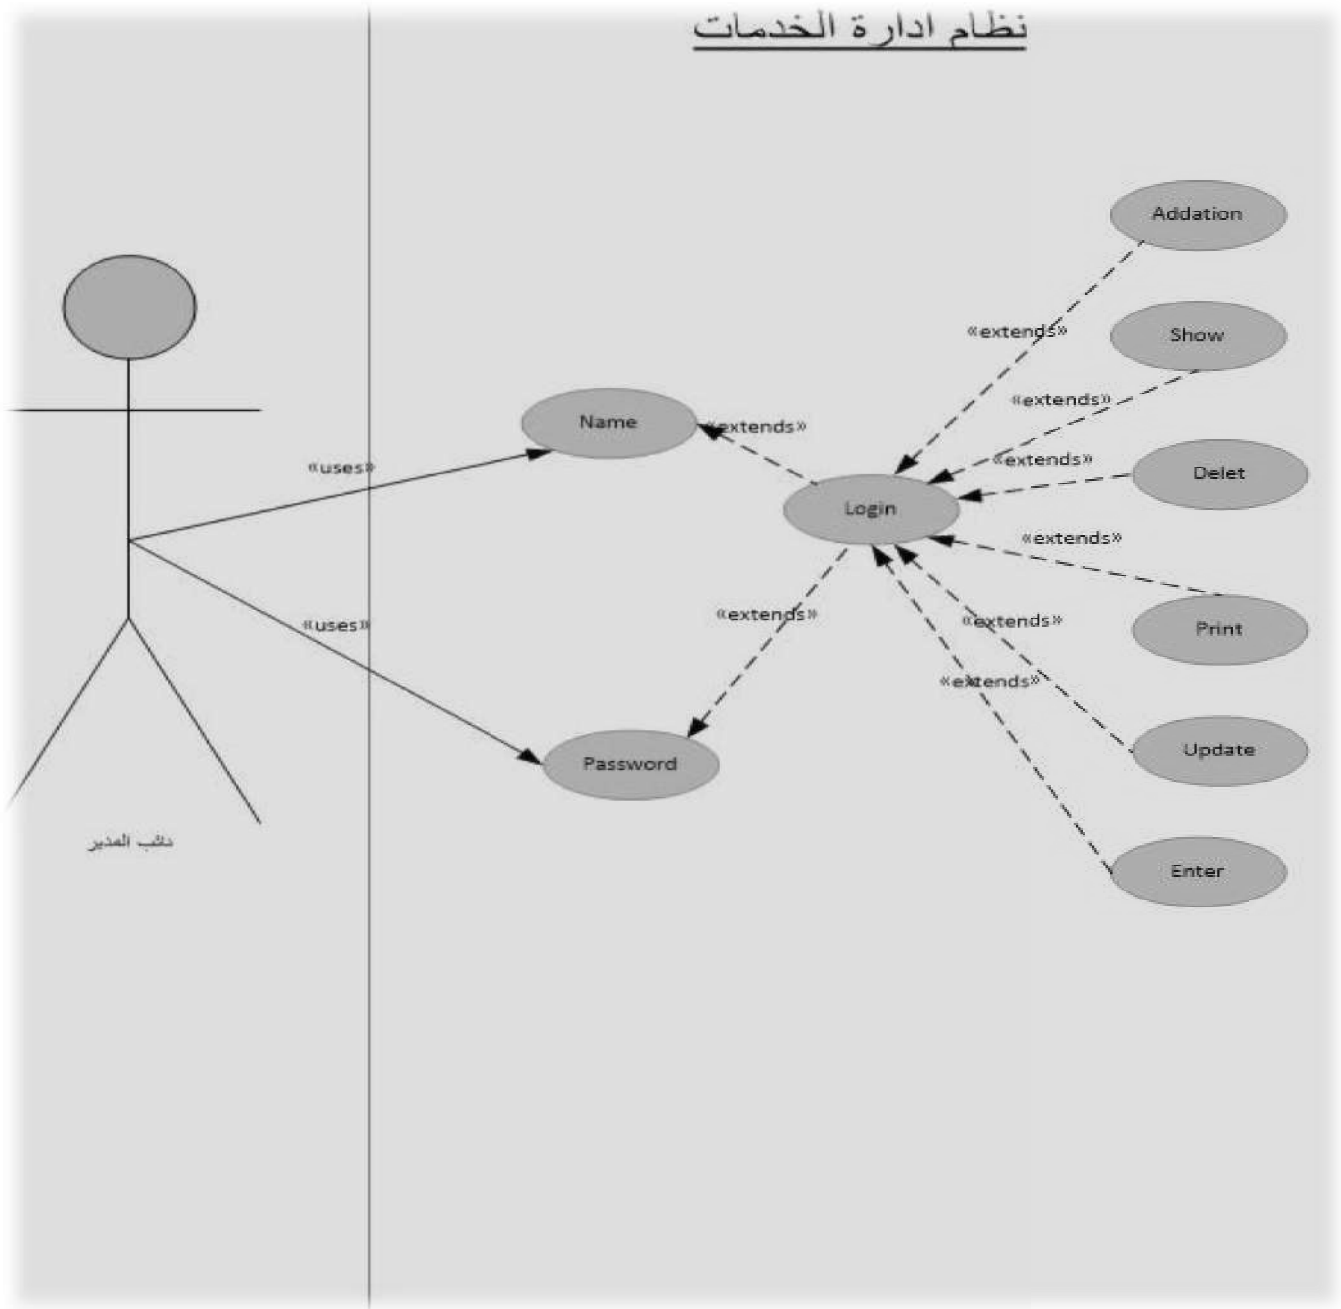 نظام ادارة الخدمات
Addation
«extends»
Show
«extends»
Name
«extends»
«uses»
«extends»
Delet
Login
«extends»
«extends»
«uses»
«extends»
Print
«extends»
Password
Update
نائب المدير
Enter